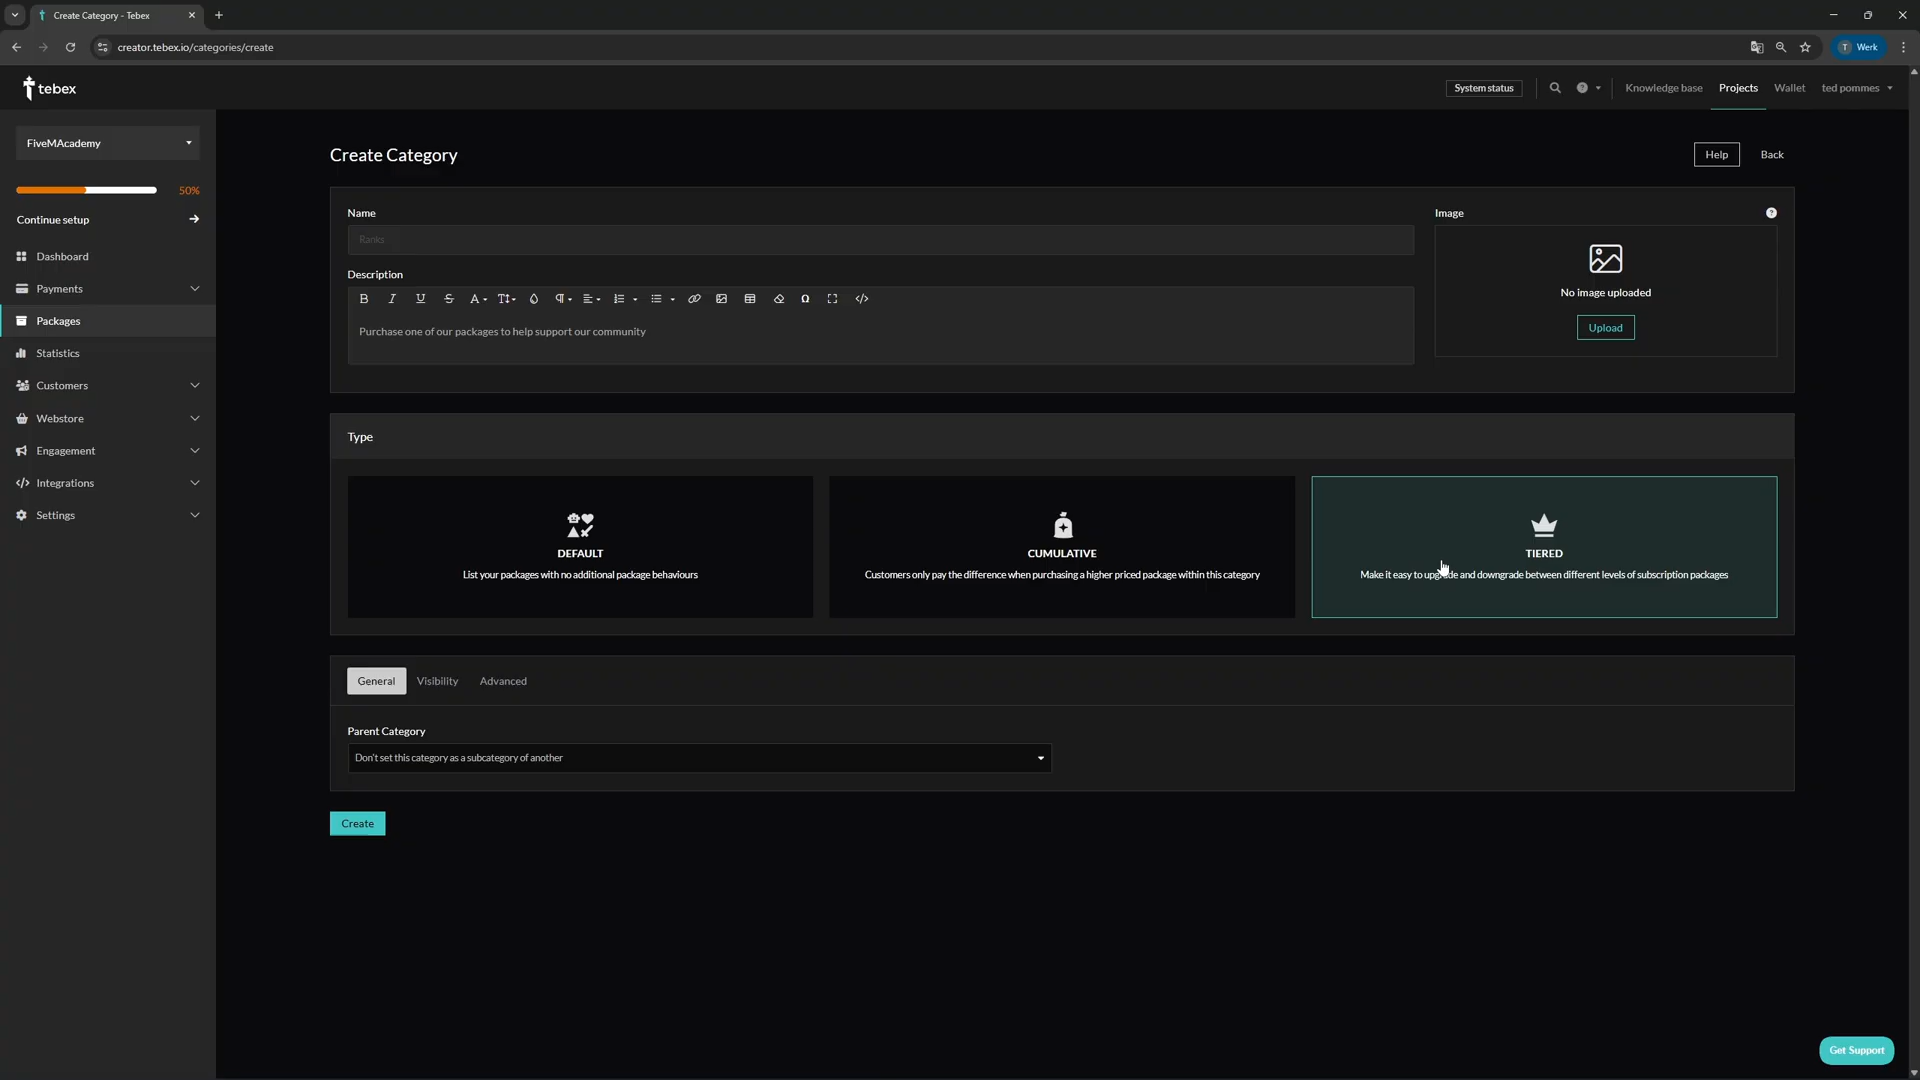 Create Category - Tebex
creator.tebex.io/categories/create
T Werk
tebex
System status
Knowledge base
Projects
Wallet
ted pommes
FiveMAcademy
50%
Continue setup
Dashboard
Payments
Packages
Statistics
Customers
Webstore
Engagement
Integrations
Settings
Create Category
Help
Back
Name
Ranks
Description
Purchase one of our packages to help support our community
Image
No image uploaded
Upload
Type
DEFAULT
List your packages with no additional package behaviours
CUMULATIVE
Customers only pay the difference when purchasing a higher priced package within this category
TIERED
Make it easy to upgrade and downgrade between different levels of subscription packages
General
Visibility
Advanced
Parent Category
Don't set this category as a subcategory of another
Create
Get Support